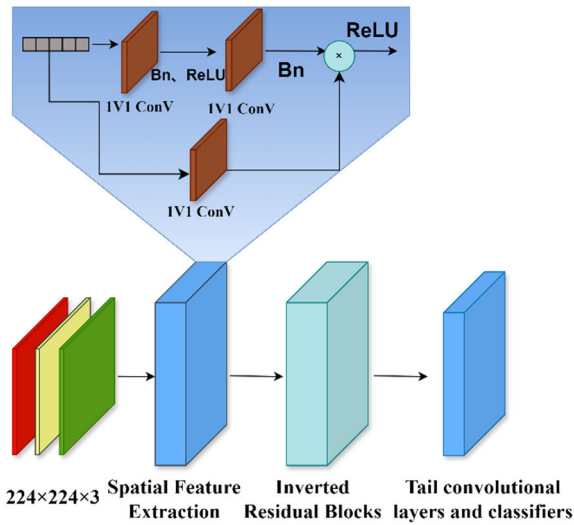 ReLU
Bn、ReLU
Bn
×
1V1 ConV
1V1 ConV
1V1 ConV
224×224×3
Spatial Feature
Extraction
Inverted
Residual Blocks
Tail convolutional
layers and classifiers